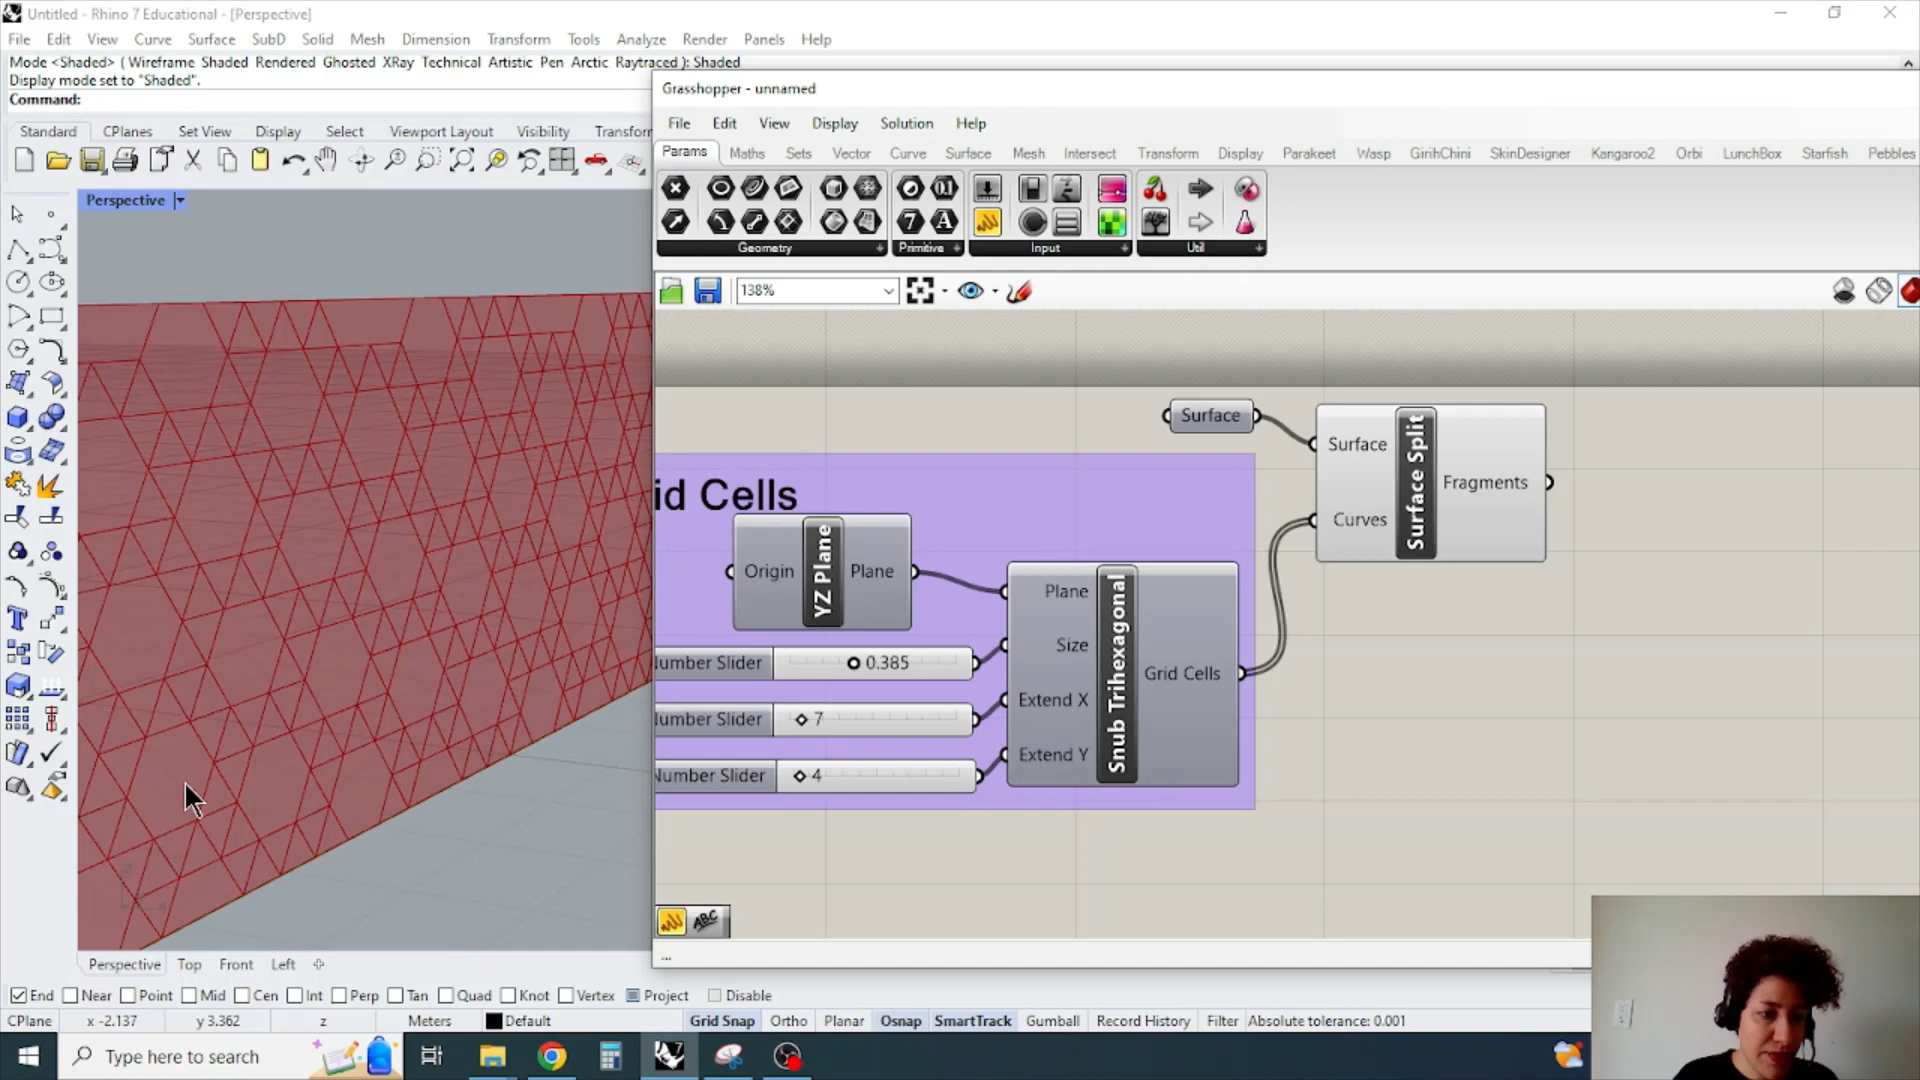 Untitled - Rhino 7 Educational - [Perspective]
File Edit View Curve Surface SubD Solid Mesh Dimension Transform Tools Analyze Render Panels Help
Mode <Shaded> ( Wireframe Shaded Rendered Ghosted XRay Technical Artistic Pen Arctic Raytraced ): Shaded
Display mode set to "Shaded".
Command:
Standard CPlanes Set View Display Select Viewport Layout Visibility Transforn
Perspective
Grasshopper - unnamed
File Edit View Display Solution Help
Params Maths Sets Vector Curve Surface Mesh Intersect Transform Display Parakeet Wasp GirihChini SkinDesigner Kangaroo2 Orbi LunchBox Starfish Pebbles
Geometry Primitive Input Util
138%
Surface
Surface
Curves
Surface Split
Fragments
id Cells
Origin
YZ Plane
Plane
Number Slider 0.385
Number Slider 7
Number Slider 4
Plane
Size
Extend X
Extend Y
Snub Trihexagonal
Grid Cells
ABC
...
Perspective Top Front Left
End Near Point Mid Cen Int Perp Tan Quad Knot Vertex Project Disable
CPlane x -2.137 y 3.362 z Meters Default Grid Snap Ortho Planar Osnap SmartTrack Gumball Record History Filter Absolute tolerance: 0.001
Type here to search